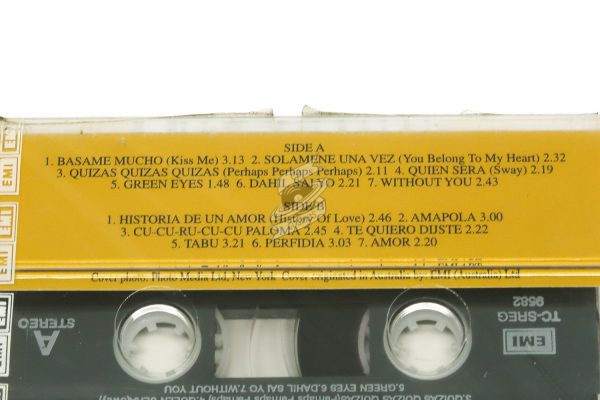 SIDE A
1. BASAME MUCHO (Kiss Me) 3.13 2. SOLAMENE UNA VEZ (You Belong To My Heart) 2.32
3. QUIZAS QUIZAS QUIZAS (Perhaps Perhaps Perhaps) 2.11 4. QUIEN SERA (Sway) 2.19
5. GREEN EYES 1.48 6. DAHIL SA IYO 2.21 7. WITHOUT YOU 2.43
SIDE B
1. HISTORIA DE UN AMOR (History Of Love) 2.46 2. AMAPOLA 3.00
3. CU-CU-RU-CU-CU PALOMA 2.45 4. TE QUIERO DIJSTE 2.22
5. TABU 3.21 6. PERFIDIA 3.03 7. AMOR 2.20
Cover photo: Photo Media Ltd, New York Cover originated in Australia by: EMI (Australia) Ltd
EMI
EMI
EMI
A
STEREO
TC-SREG
9582
EMI
5.GREEN EYES 6.DAHIL SAI YO 7.WITHOUT YOU